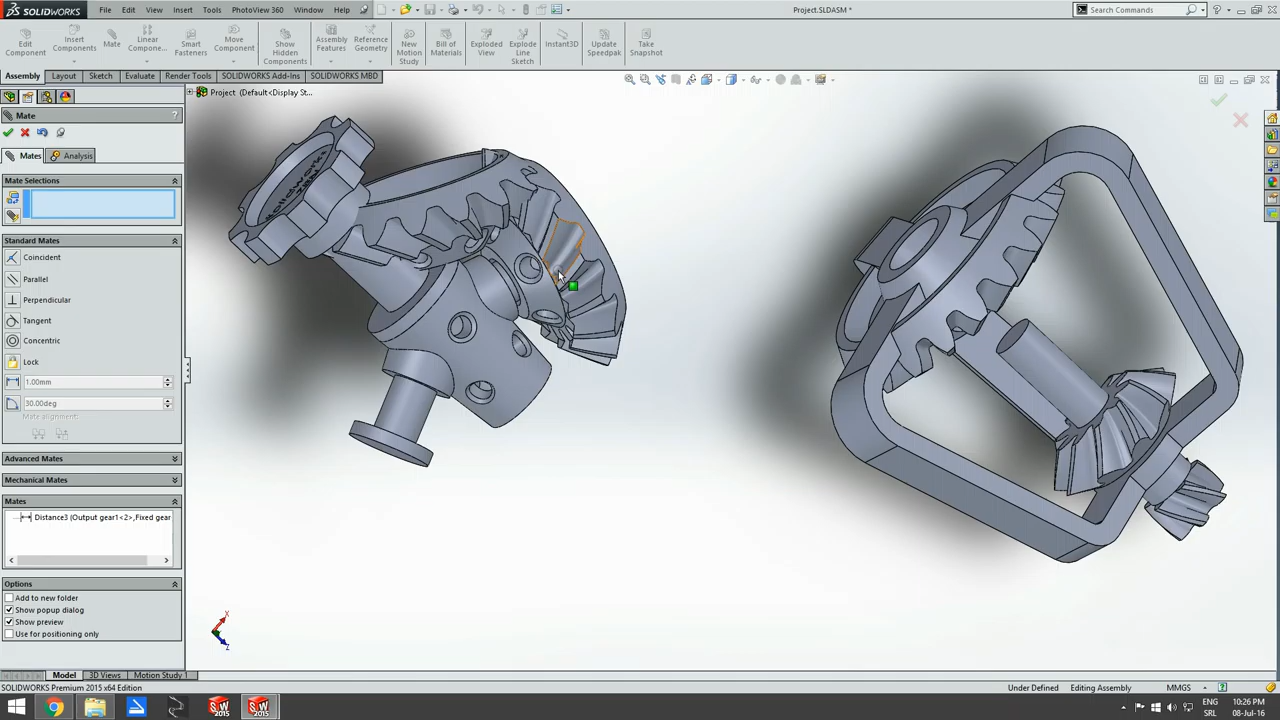 SOLIDWORKS
File
Edit
View
Insert
Tools
PhotoView 360
Window
Help
Project.SLDASM *
Search Commands
Edit
Component
Insert
Components
Mate
Linear
Compone...
Smart
Fasteners
Move
Component
Show
Hidden
Components
Assembly
Features
Reference
Geometry
New
Motion
Study
Bill of
Materials
Exploded
View
Explode
Line
Sketch
Instant3D
Update
Speedpak
Take
Snapshot
Assembly
Layout
Sketch
Evaluate
Render Tools
SOLIDWORKS Add-Ins
SOLIDWORKS MBD
Project (Default<Display St...
Mate
?
Mates
Analysis
Mate Selections
Standard Mates
Coincident
Parallel
Perpendicular
Tangent
Concentric
Lock
1.00mm
30.00deg
Mate alignment:
Advanced Mates
Mechanical Mates
Mates
Distance3 (Output gear1<2>,Fixed gear
Options
Add to new folder
Show popup dialog
Show preview
Use for positioning only
X
Z
Model
3D Views
Motion Study 1
SOLIDWORKS Premium 2015 x64 Edition
Under Defined
Editing Assembly
MMGS
ENG
SRL
10:26 PM
08-Jul-16